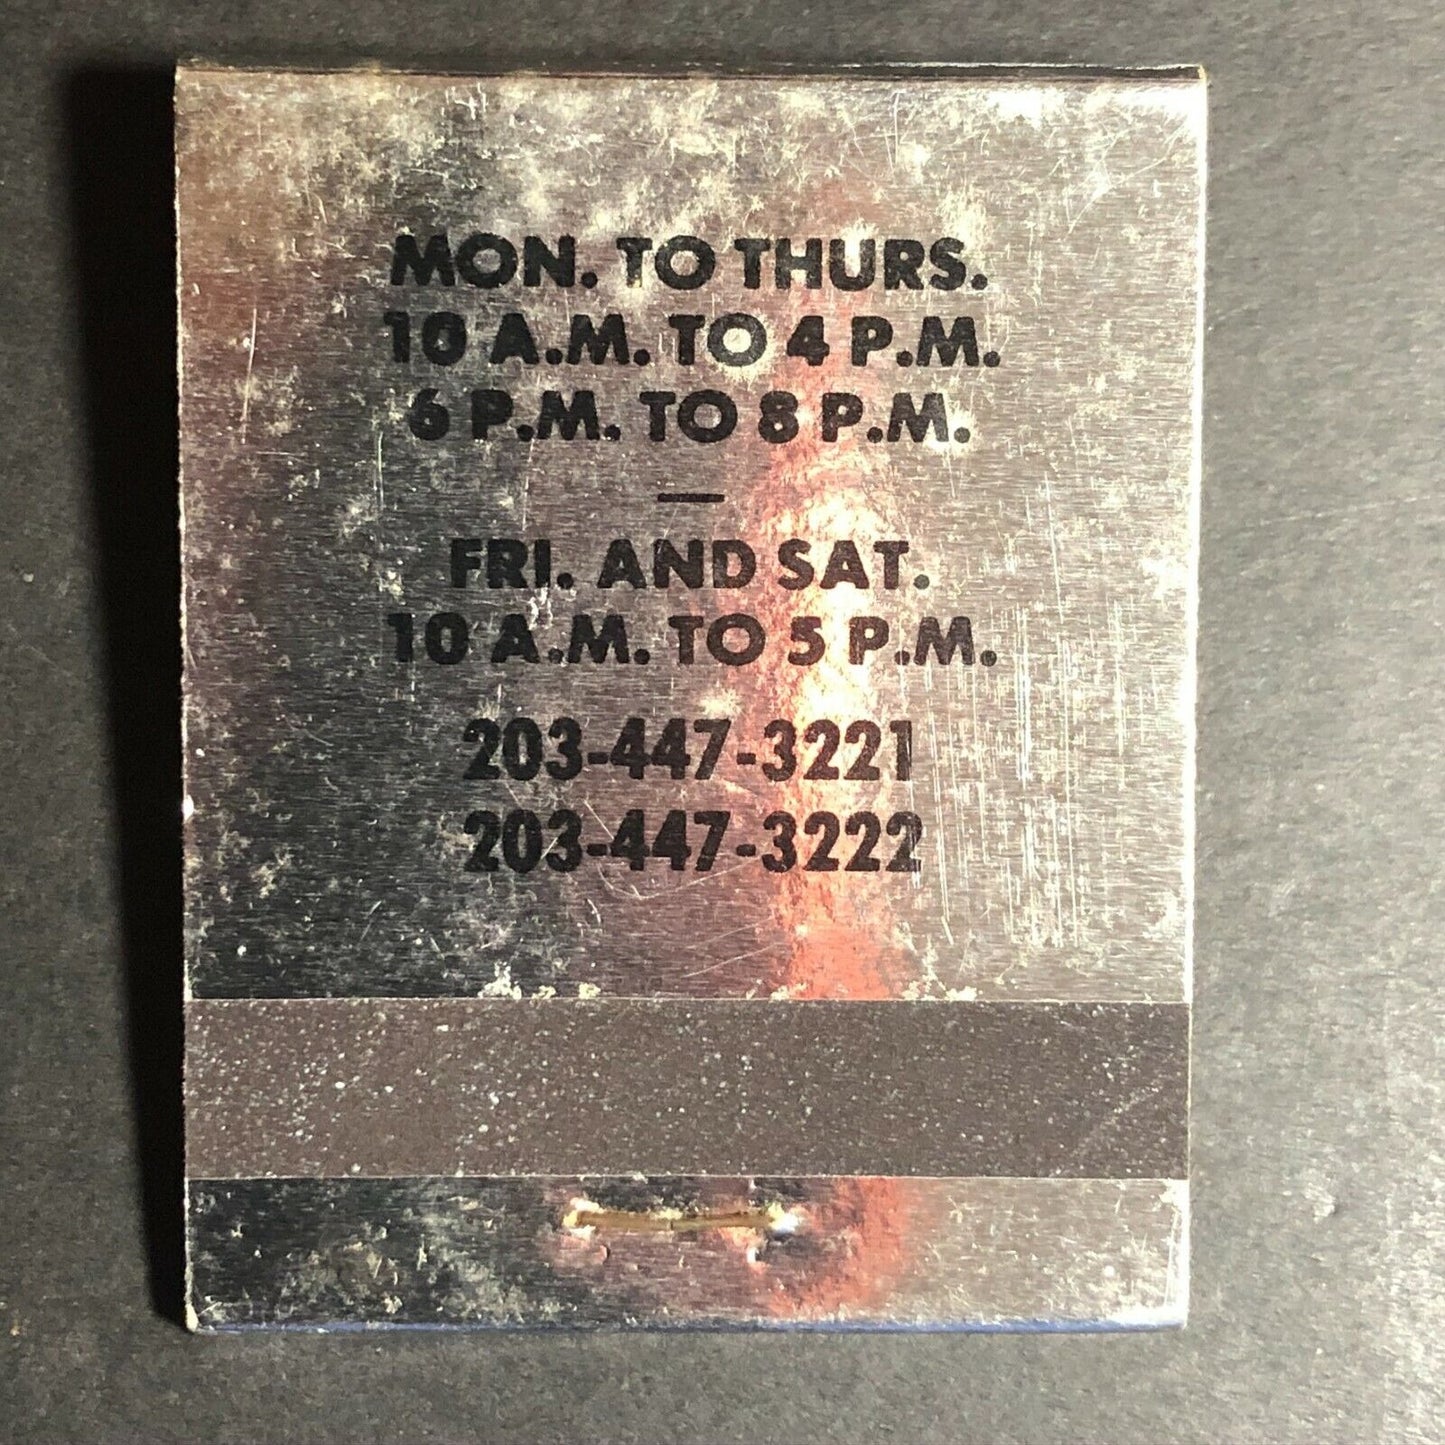 MON. TO THURS.
10 A.M. TO 4 P.M.
6 P.M. TO 8 P.M.
—
FRI. AND SAT.
10 A.M. TO 5 P.M.
203-447-3221
203-447-3222